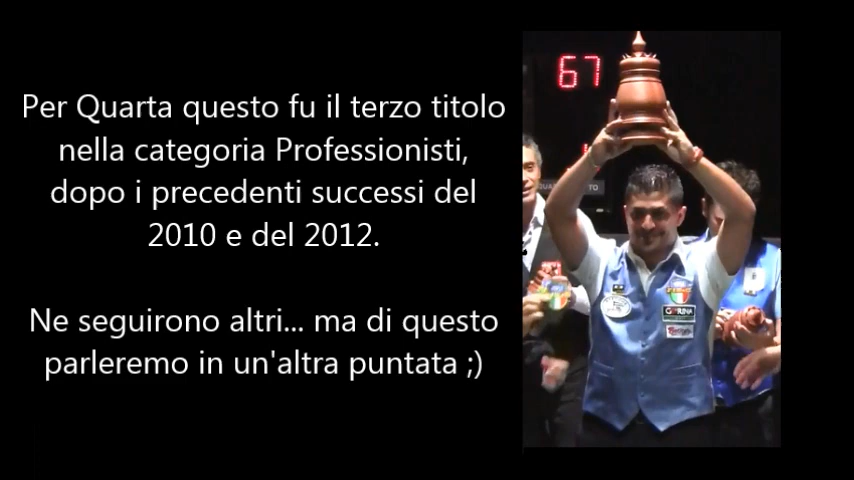 Per Quarta questo fu il terzo titolo
nella categoria Professionisti,
dopo i precedenti successi del
2010 e del 2012.
Ne seguirono altri... ma di questo
parleremo in un'altra puntata ;)
67